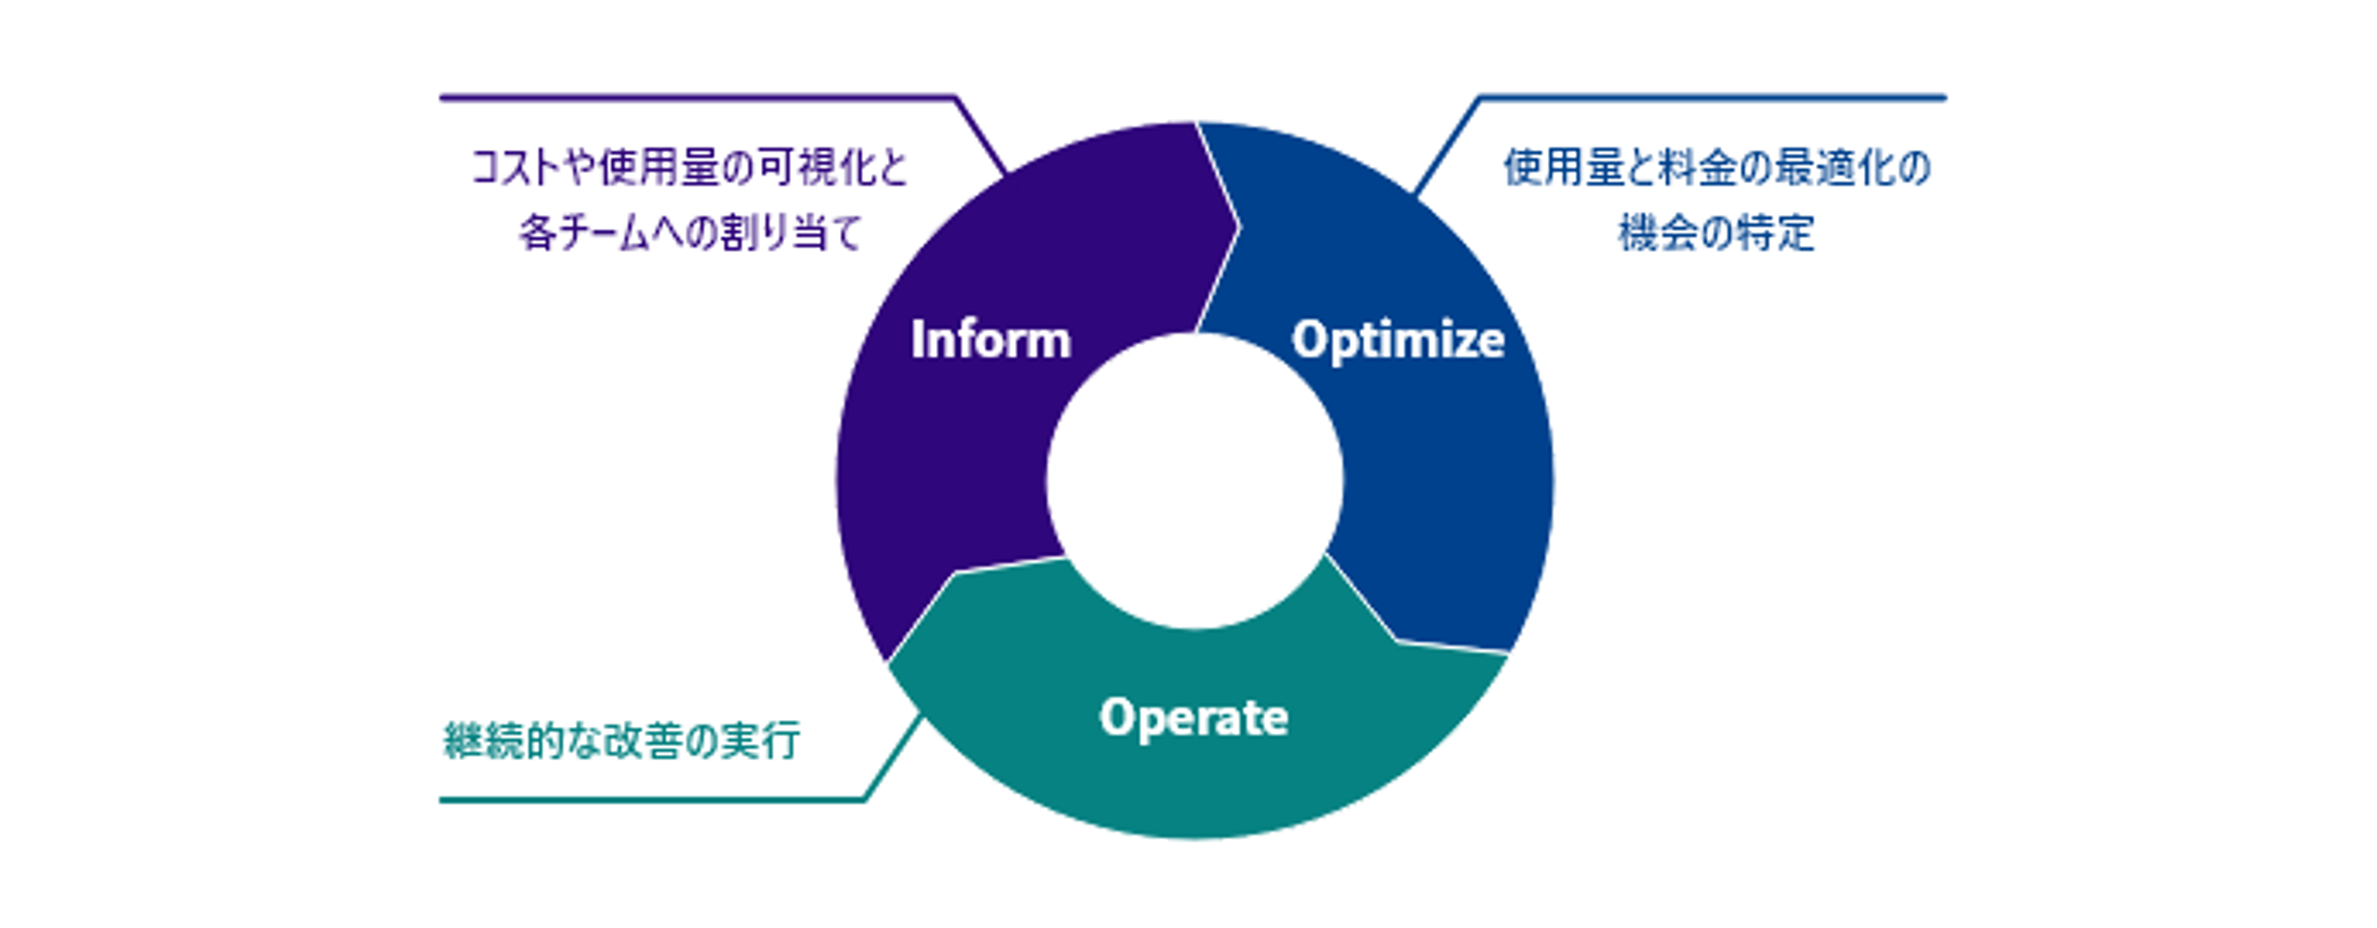 コストや使用量の可視化と
各チームへの割り当て
使用量と料金の最適化の
機会の特定
Inform
Optimize
Operate
継続的な改善の実行